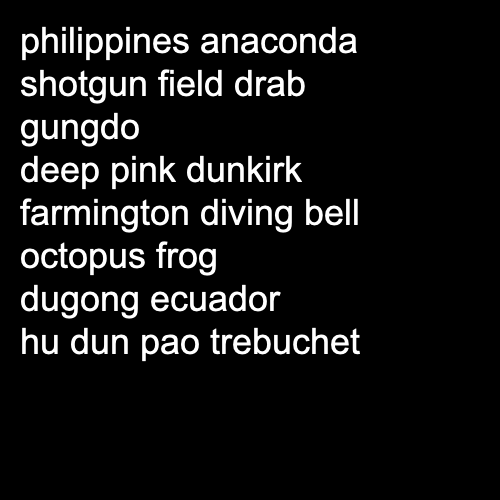 philippines anaconda
shotgun field drab
gungdo
deep pink dunkirk
farmington diving bell
octopus frog
dugong ecuador
hu dun pao trebuchet